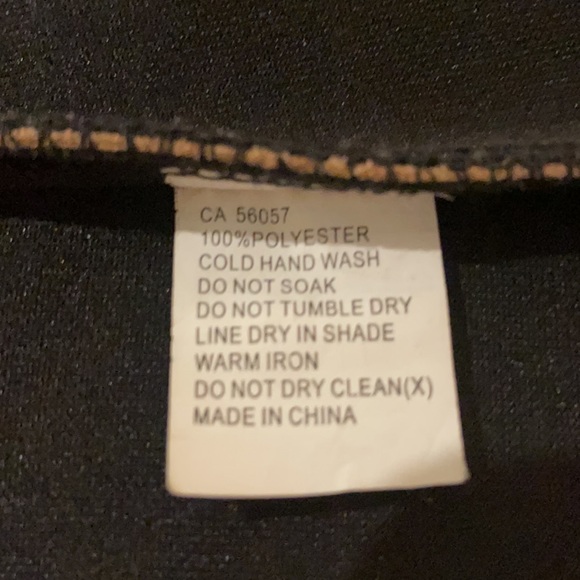 CA 56057
100%POLYESTER
COLD HAND WASH
DO NOT SOAK
DO NOT TUMBLE DRY
LINE DRY IN SHADE
WARM IRON
DO NOT DRY CLEAN(X)
MADE IN CHINA